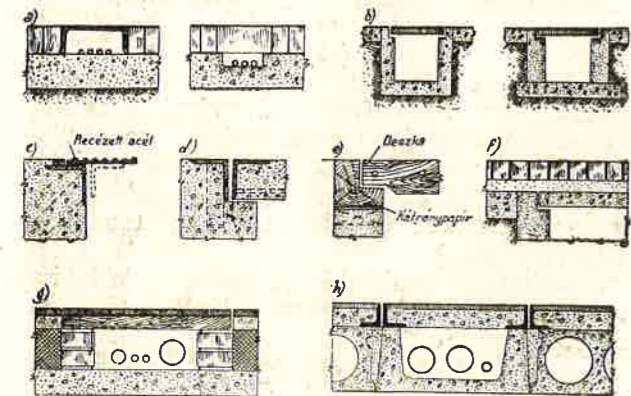 a)
b)
c)
Recézett acél
d)
e)
Deszka
Kátránypapír
f)
g)
h)